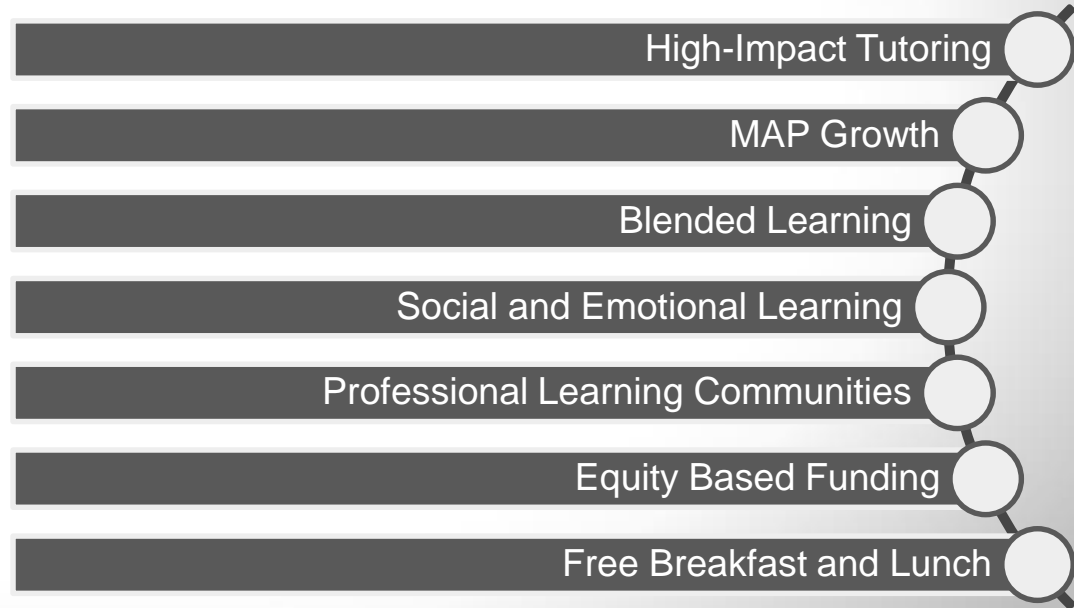 High-Impact Tutoring
MAP Growth
Blended Learning
Social and Emotional Learning
Professional Learning Communities
Equity Based Funding
Free Breakfast and Lunch